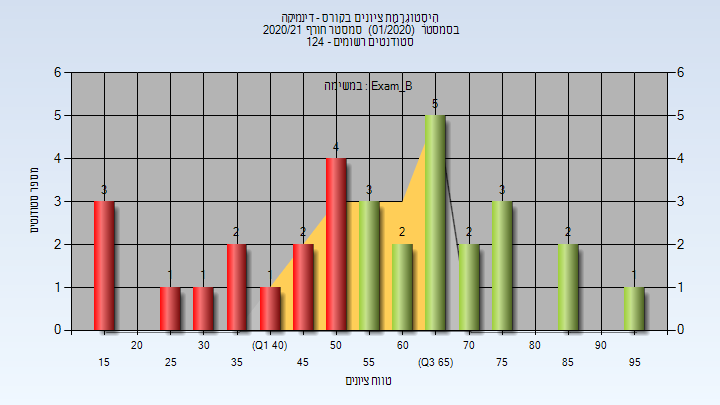 היסטוגרמת ציונים בקורס - דינמיקה
בסמסטר (01/2020) סמסטר חורף 2020/21
סטודנטים רשומים - 124
במשימה : Exam_B
מספר סטודנטים
6 6
5 5
4 4
3 3
2 2
1 1
0 0
3 1 1 2 1 2 4 3 2 5 2 3 2 1
20 30 (Q1 40) 50 60 70 80 90
15 25 35 45 55 (Q3 65) 75 85 95
טווח ציונים